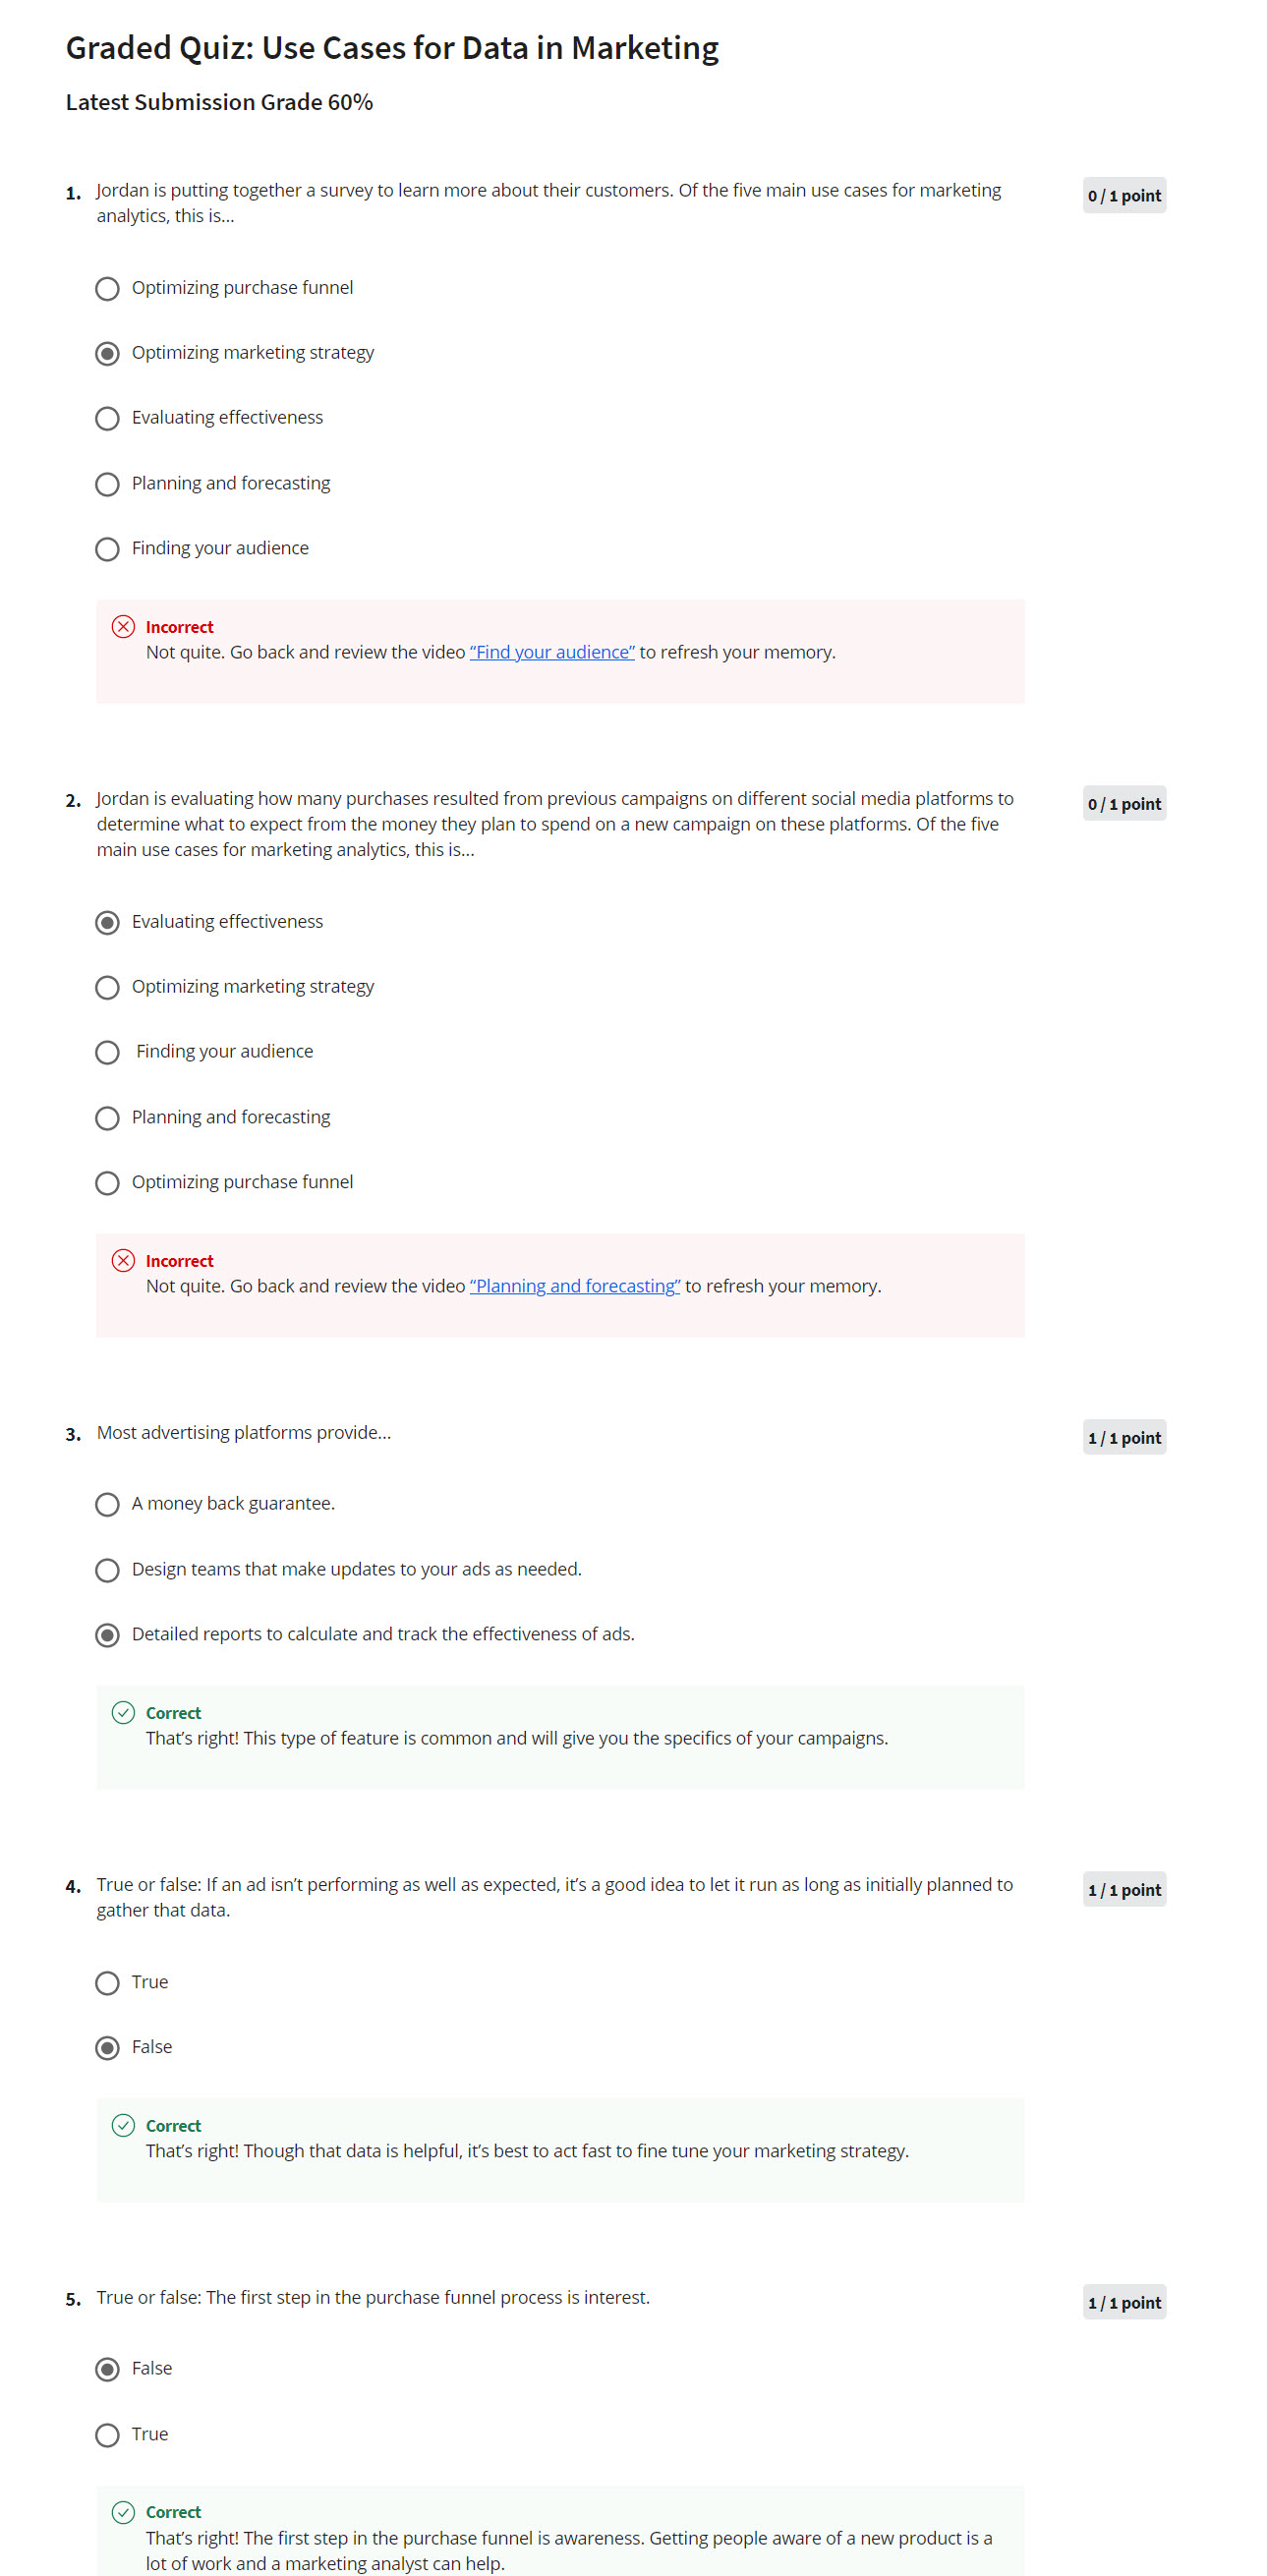 Graded Quiz: Use Cases for Data in Marketing
Latest Submission Grade 60%
1. Jordan is putting together a survey to learn more about their customers. Of the five main use cases for marketing
analytics, this is...
0 / 1 point
Optimizing purchase funnel
Optimizing marketing strategy
Evaluating effectiveness
Planning and forecasting
Finding your audience
Incorrect
Not quite. Go back and review the video “Find your audience” to refresh your memory.
2. Jordan is evaluating how many purchases resulted from previous campaigns on different social media platforms to
determine what to expect from the money they plan to spend on a new campaign on these platforms. Of the five
main use cases for marketing analytics, this is...
0 / 1 point
Evaluating effectiveness
Optimizing marketing strategy
Finding your audience
Planning and forecasting
Optimizing purchase funnel
Incorrect
Not quite. Go back and review the video “Planning and forecasting” to refresh your memory.
3. Most advertising platforms provide...
1 / 1 point
A money back guarantee.
Design teams that make updates to your ads as needed.
Detailed reports to calculate and track the effectiveness of ads.
Correct
That’s right! This type of feature is common and will give you the specifics of your campaigns.
4. True or false: If an ad isn’t performing as well as expected, it’s a good idea to let it run as long as initially planned to
gather that data.
1 / 1 point
True
False
Correct
That’s right! Though that data is helpful, it’s best to act fast to fine tune your marketing strategy.
5. True or false: The first step in the purchase funnel process is interest.
1 / 1 point
False
True
Correct
That’s right! The first step in the purchase funnel is awareness. Getting people aware of a new product is a
lot of work and a marketing analyst can help.